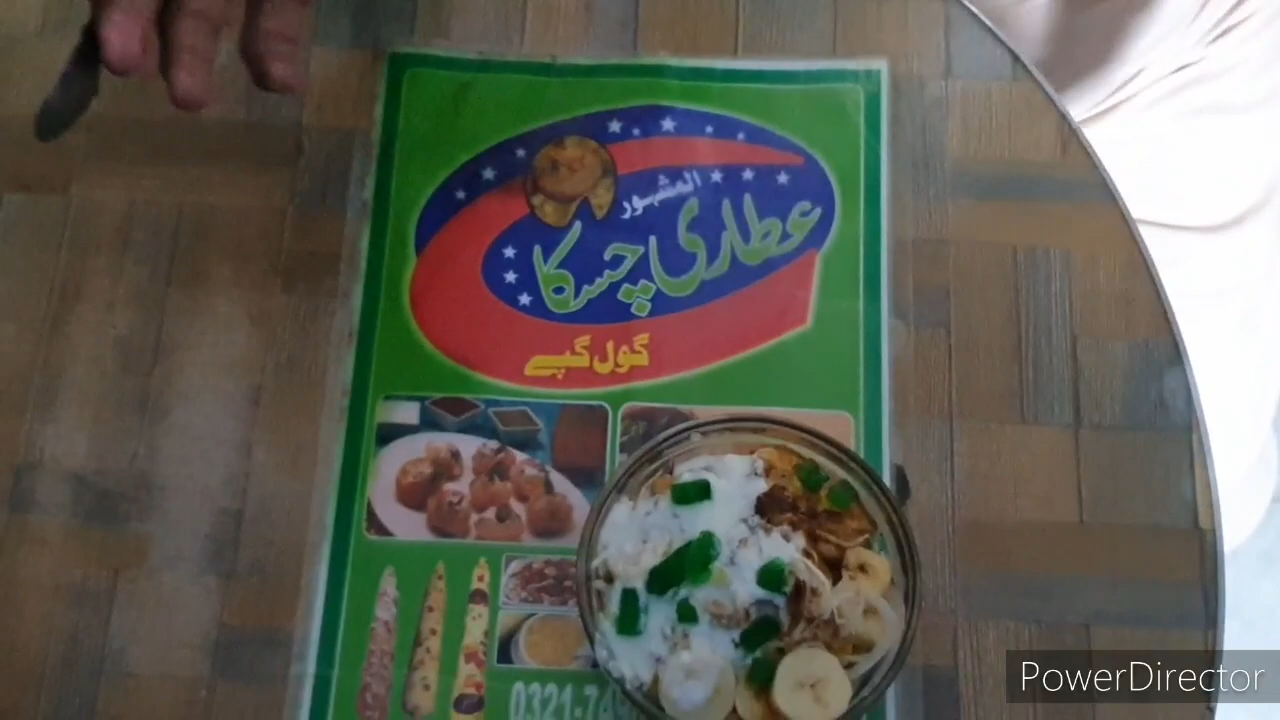 المشہور
عطاری چسکا
گول گپے
0321-74
PowerDirector